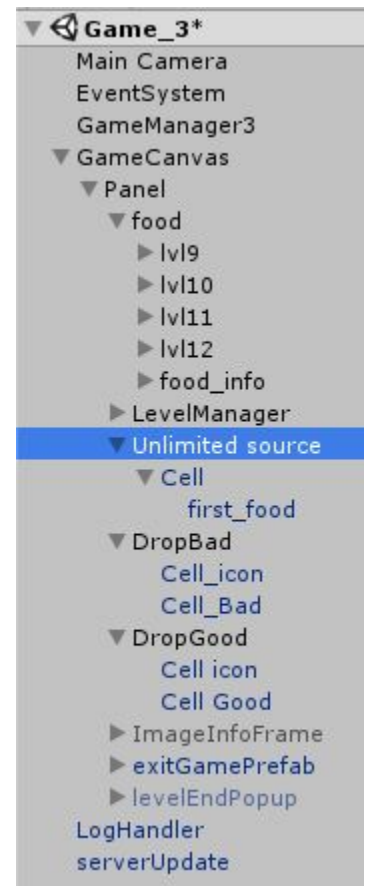 Game_3*
Main Camera
EventSystem
GameManager3
GameCanvas
Panel
food
lvl9
lvl10
lvl11
lvl12
food_info
LevelManager
Unlimited source
Cell
first_food
DropBad
Cell_icon
Cell_Bad
DropGood
Cell icon
Cell Good
ImageInfoFrame
exitGamePrefab
levelEndPopup
LogHandler
serverUpdate